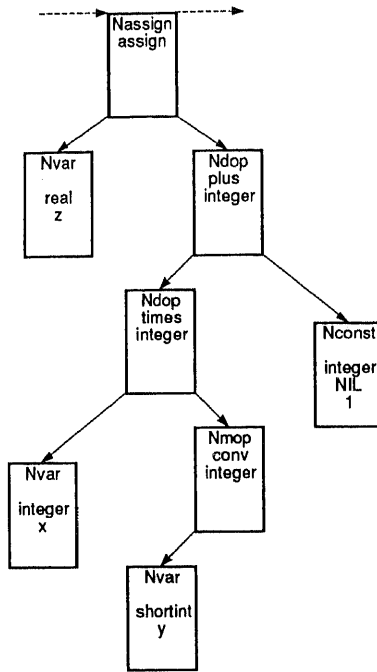 Nassign
assign
Nvar
real
z
Ndop
plus
integer
Ndop
times
integer
Nconst
integer
NIL
1
Nvar
integer
x
Nmop
conv
integer
Nvar
shortint
y